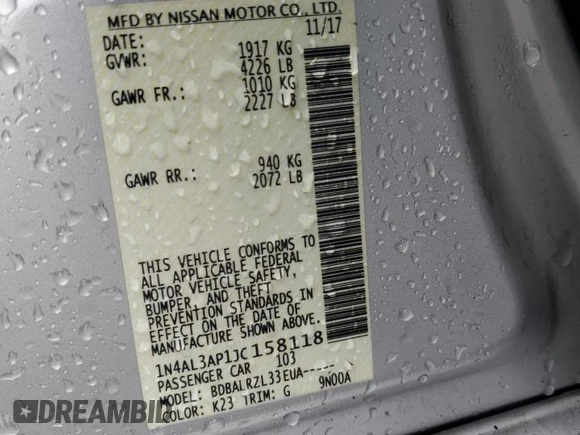 MFD BY NISSAN MOTOR CO., LTD.
DATE: 11/17
GVWR: 1917 KG
4226 LB
GAWR FR.: 1010 KG
2227 LB
GAWR RR.: 940 KG
2072 LB
THIS VEHICLE CONFORMS TO
ALL APPLICABLE FEDERAL
MOTOR VEHICLE SAFETY,
BUMPER, AND THEFT
PREVENTION STANDARDS IN
EFFECT ON THE DATE OF
MANUFACTURE SHOWN ABOVE.
1N4AL3AP1JC158118
PASSENGER CAR 103
MODEL: BDBALRZL33EUA-----
COLOR: K23 TRIM: G 9N00A
DREAMBID